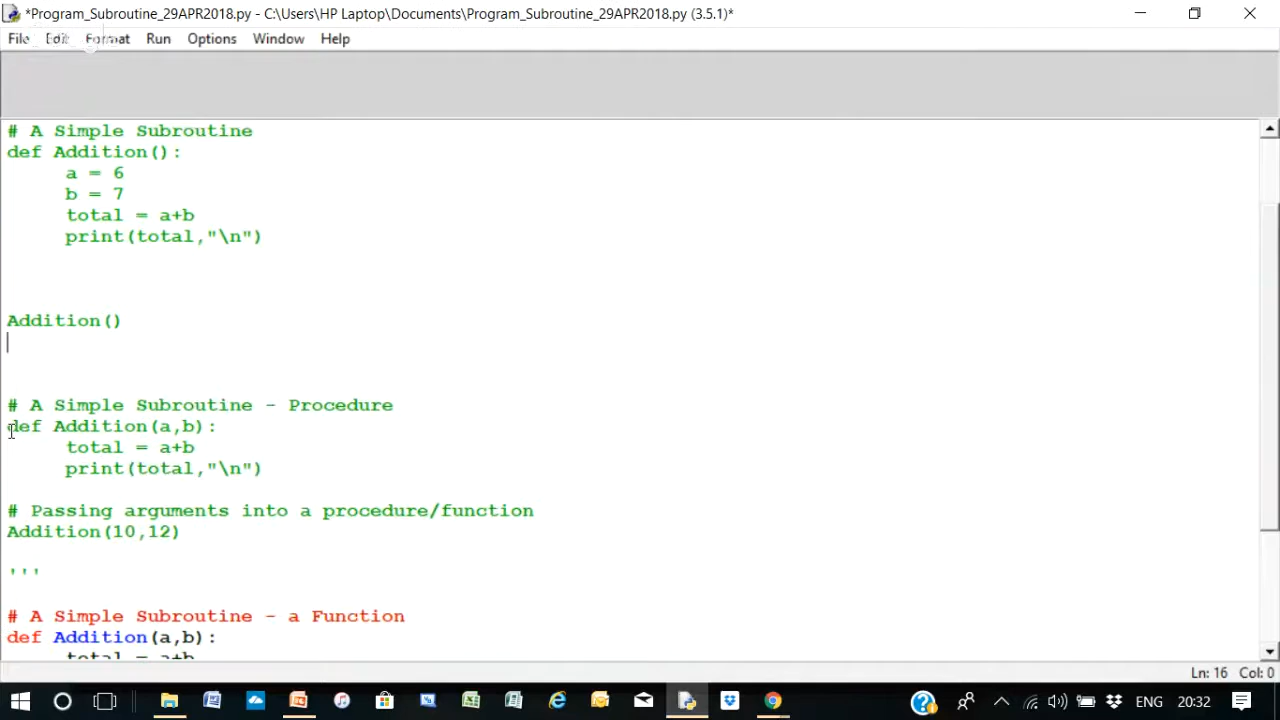 *Program_Subroutine_29APR2018.py - C:\Users\HP Laptop\Documents\Program_Subroutine_29APR2018.py (3.5.1)*
File Edit Format Run Options Window Help
# A Simple Subroutine
def Addition():
a = 6
b = 7
total = a+b
print(total,"\n")
Addition()
# A Simple Subroutine - Procedure
def Addition(a,b):
total = a+b
print(total,"\n")
# Passing arguments into a procedure/function
Addition(10,12)
'''
# A Simple Subroutine - a Function
def Addition(a,b):
total = a+b
Ln: 16 Col: 0
ENG 20:32